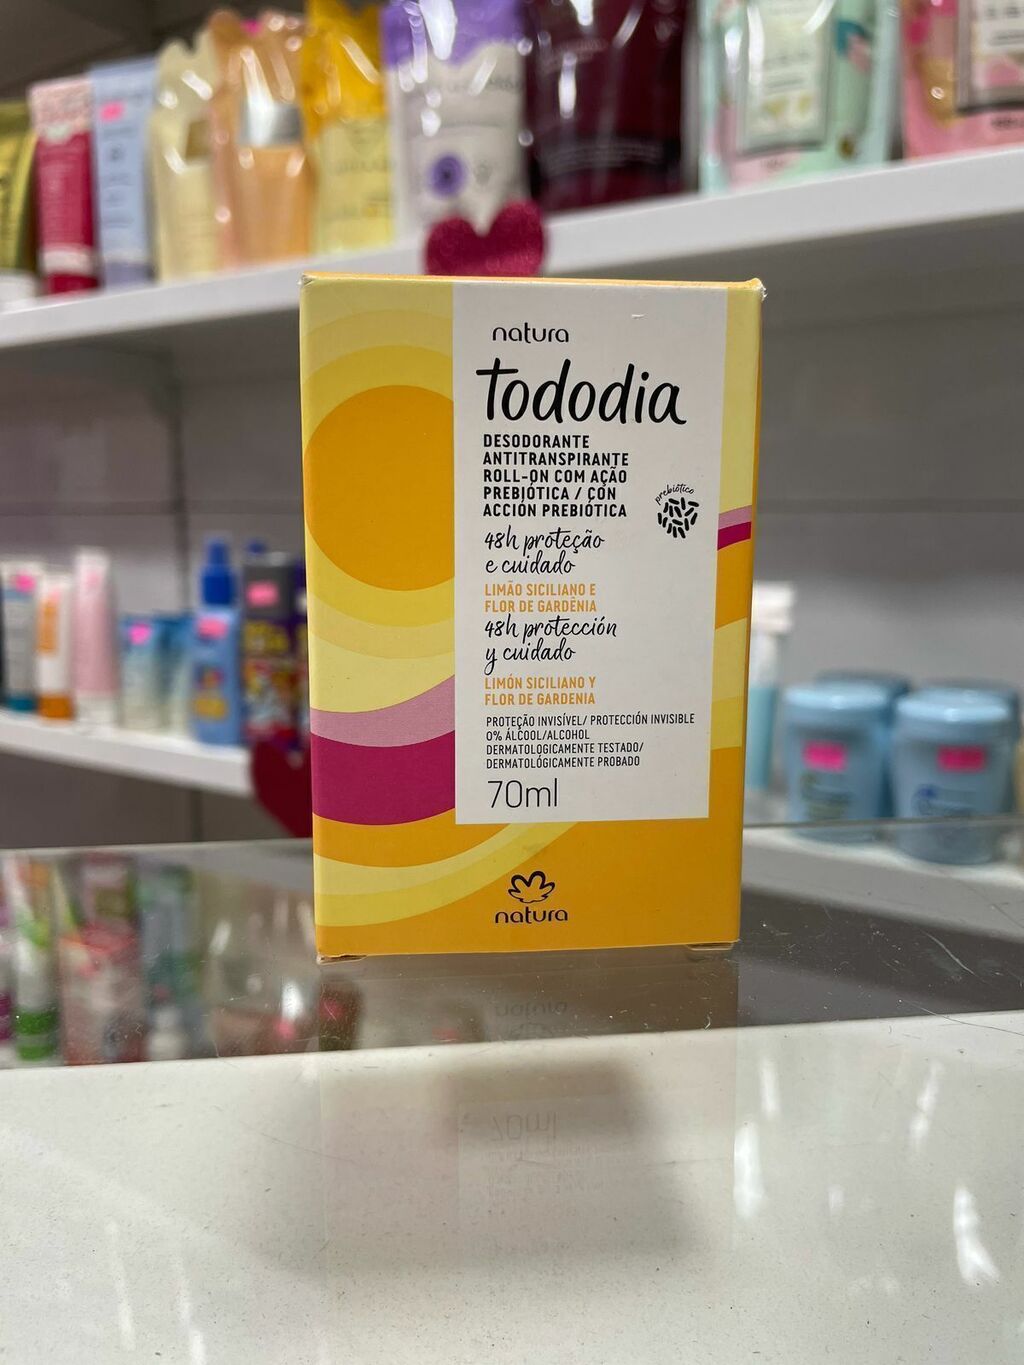 natura
Tododia
DESODORANTE
ANTITRANSPIRANTE
ROLL-ON COM AÇÃO
PREBIÓTICA / CON
ACCIÓN PREBIÓTICA
prebiótico
48h proteção
e cuidado
LIMÃO SICILIANO E
FLOR DE GARDÊNIA
48h protección
y cuidado
LIMÓN SICILIANO Y
FLOR DE GARDENIA
PROTEÇÃO INVISÍVEL/ PROTECCIÓN INVISIBLE
0% ÁLCOOL/ALCOHOL
DERMATOLOGICAMENTE TESTADO/
DERMATOLÓGICAMENTE PROBADO
70ml
natura